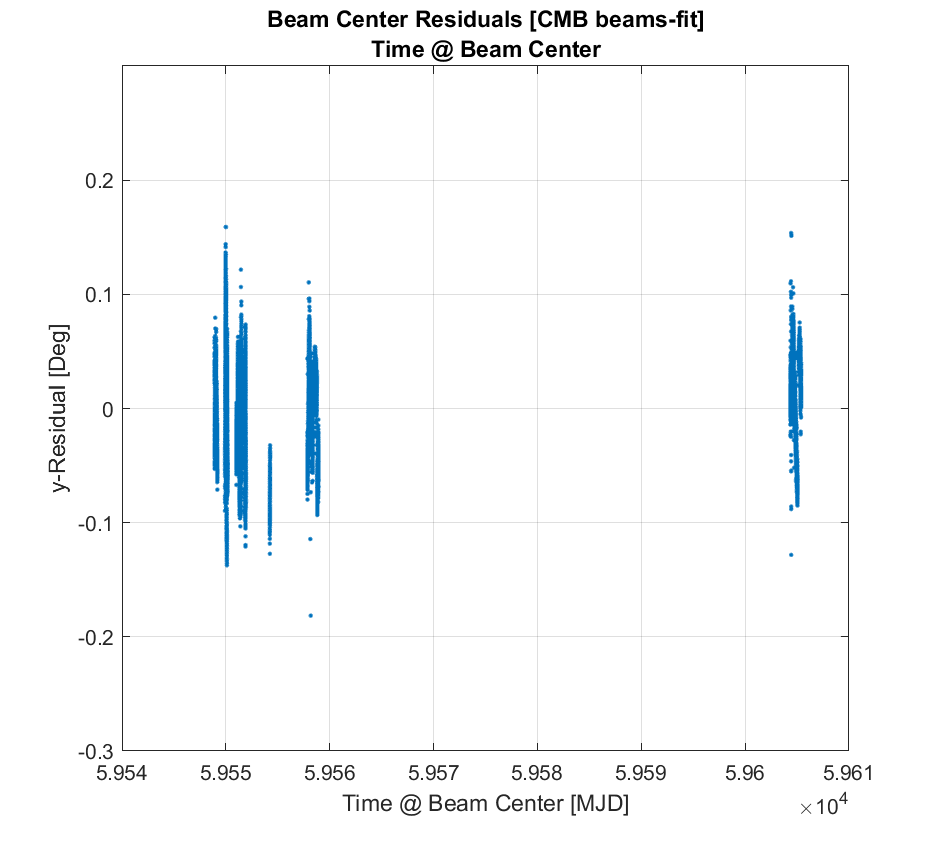 Beam Center Residuals [CMB beams-fit]
Time @ Beam Center
0.2
0.1
0
-0.1
-0.2
-0.3
y-Residual [Deg]
5.954 5.955 5.956 5.957 5.958 5.959 5.96 5.961
Time @ Beam Center [MJD]
×10^4